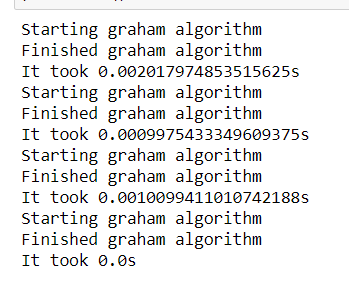 Starting graham algorithm
Finished graham algorithm
It took 0.002017974853515625s
Starting graham algorithm
Finished graham algorithm
It took 0.0009975433349609375s
Starting graham algorithm
Finished graham algorithm
It took 0.0010099411010742188s
Starting graham algorithm
Finished graham algorithm
It took 0.0s